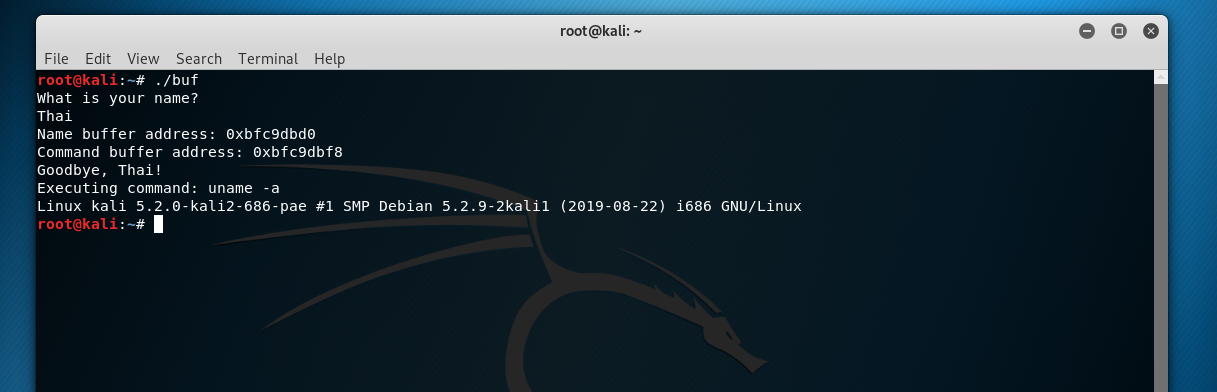 root@kali: ~
File Edit View Search Terminal Help
root@kali:~# ./buf
What is your name?
Thai
Name buffer address: 0xbfc9dbd0
Command buffer address: 0xbfc9dbf8
Goodbye, Thai!
Executing command: uname -a
Linux kali 5.2.0-kali2-686-pae #1 SMP Debian 5.2.9-2kali1 (2019-08-22) i686 GNU/Linux
root@kali:~#